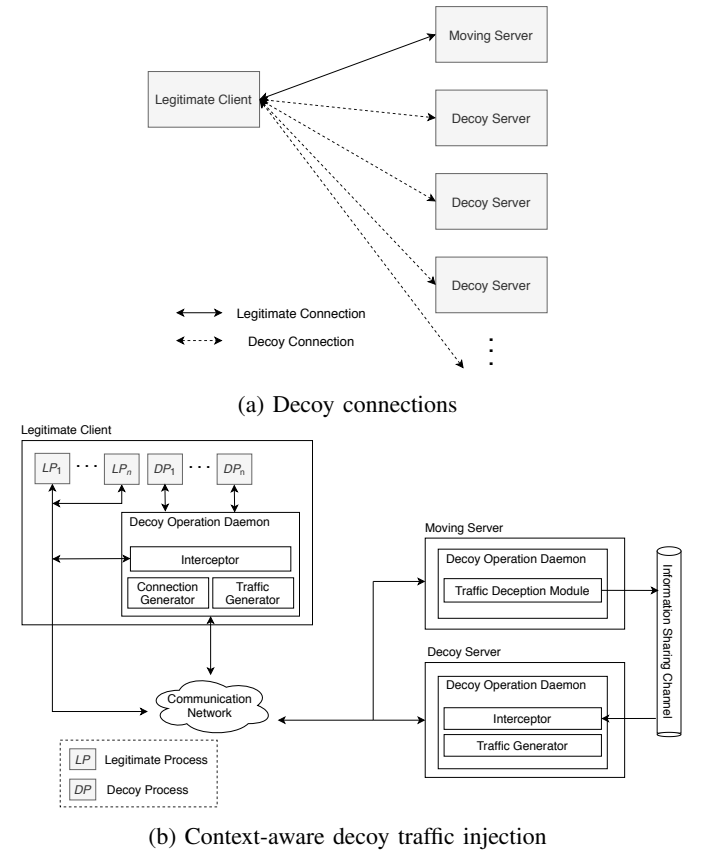 Moving Server
Legitimate Client
Decoy Server
Decoy Server
Decoy Server
Legitimate Connection
Decoy Connection
(a) Decoy connections
Legitimate Client
LP1 ··· LPn DP1 ··· DPn
Decoy Operation Daemon
Interceptor
Connection
Generator
Traffic
Generator
Communication
Network
Moving Server
Decoy Operation Daemon
Traffic Deception Module
Decoy Server
Decoy Operation Daemon
Interceptor
Traffic Generator
Information Sharing Channel
LP Legitimate Process
DP Decoy Process
(b) Context-aware decoy traffic injection